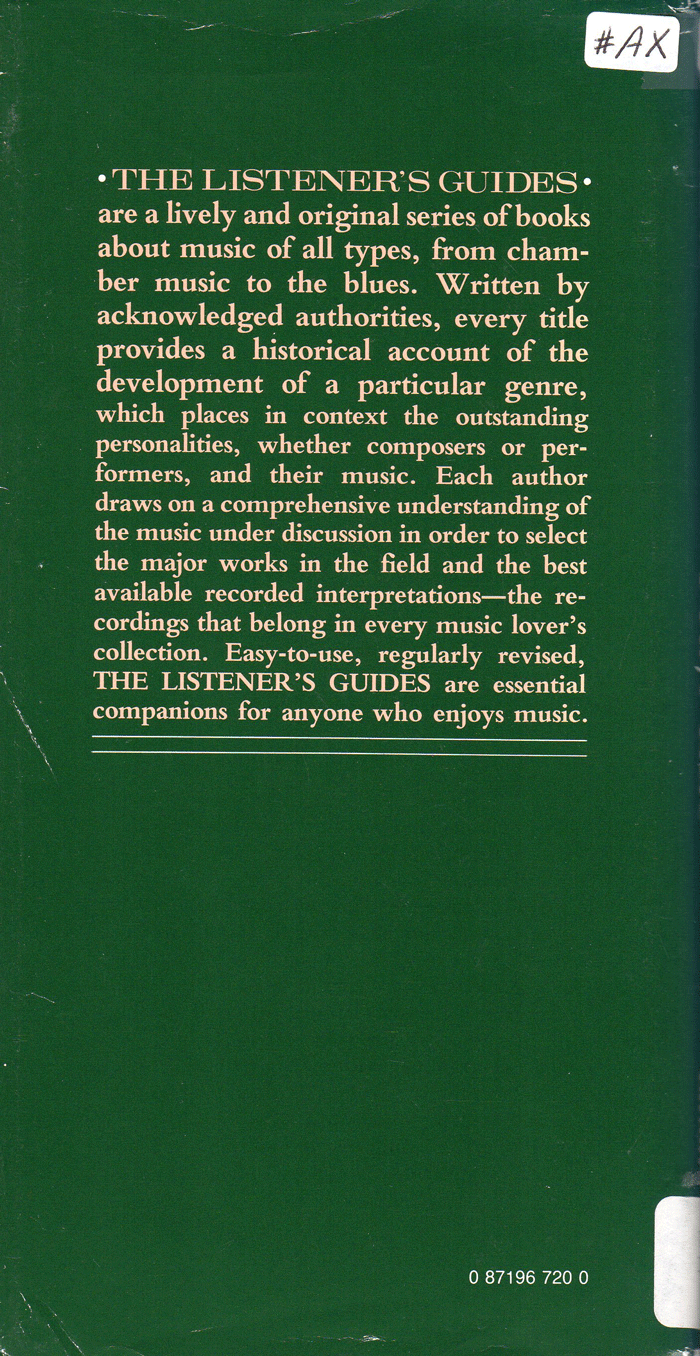 #AX
• THE LISTENER'S GUIDES •
are a lively and original series of books
about music of all types, from cham-
ber music to the blues. Written by
acknowledged authorities, every title
provides a historical account of the
development of a particular genre,
which places in context the outstanding
personalities, whether composers or per-
formers, and their music. Each author
draws on a comprehensive understanding of
the music under discussion in order to select
the major works in the field and the best
available recorded interpretations—the re-
cordings that belong in every music lover's
collection. Easy-to-use, regularly revised,
THE LISTENER'S GUIDES are essential
companions for anyone who enjoys music.
0 87196 720 0